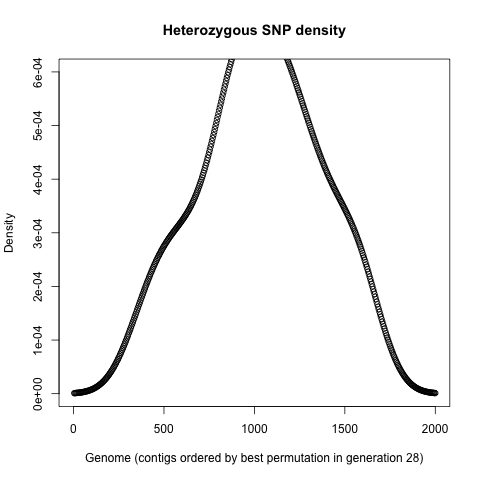 Heterozygous SNP density
Density
6e-04
5e-04
4e-04
3e-04
2e-04
1e-04
0e+00
0 500 1000 1500 2000
Genome (contigs ordered by best permutation in generation 28)